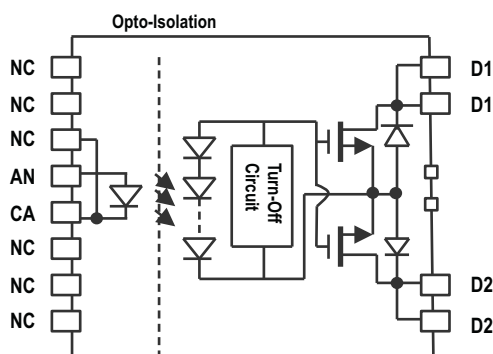 Opto-Isolation
NC
NC
NC
AN
CA
NC
NC
NC
Turn-Off
Circuit
D1
D1
D2
D2